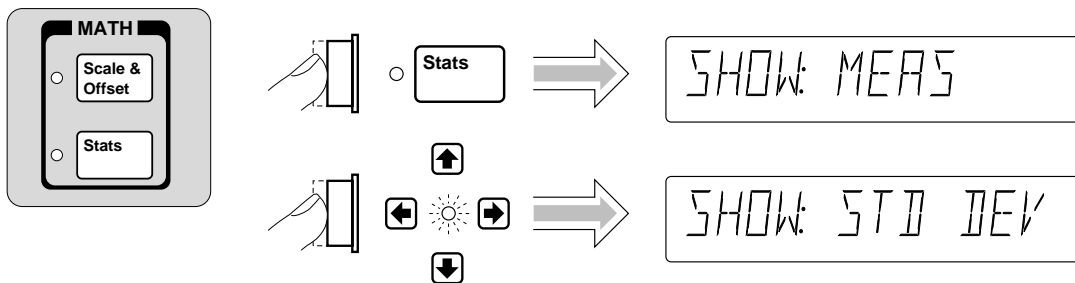 MATH
Scale &
Offset
Stats
Stats
SHOW: MEAS
SHOW: STD DEV